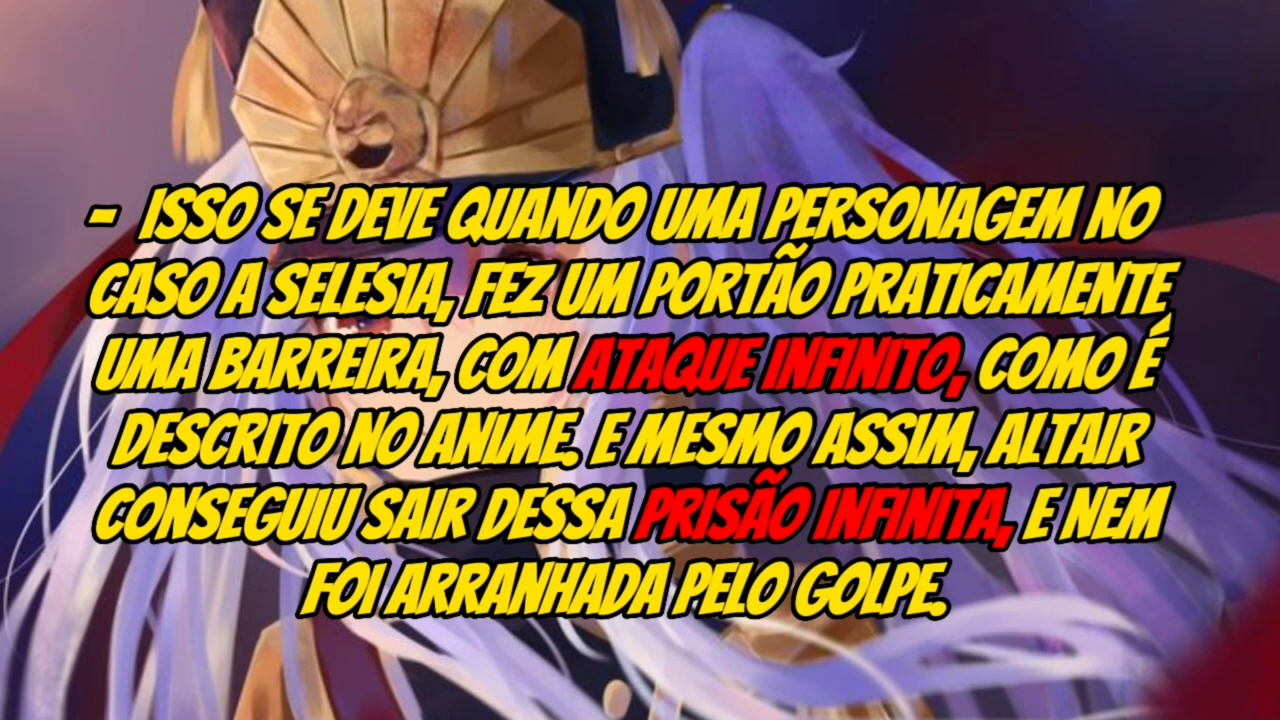 - ISSO SE DEVE QUANDO UMA PERSONAGEM NO
CASO A SELESIA, FEZ UM PORTÃO PRATICAMENTE
UMA BARREIRA, COM ATAQUE INFINITO, COMO É
DESCRITO NO ANIME. E MESMO ASSIM, ALTAIR
CONSEGUIU SAIR DESSA PRISÃO INFINITA, E NEM
FOI ARRANHADA PELO GOLPE.